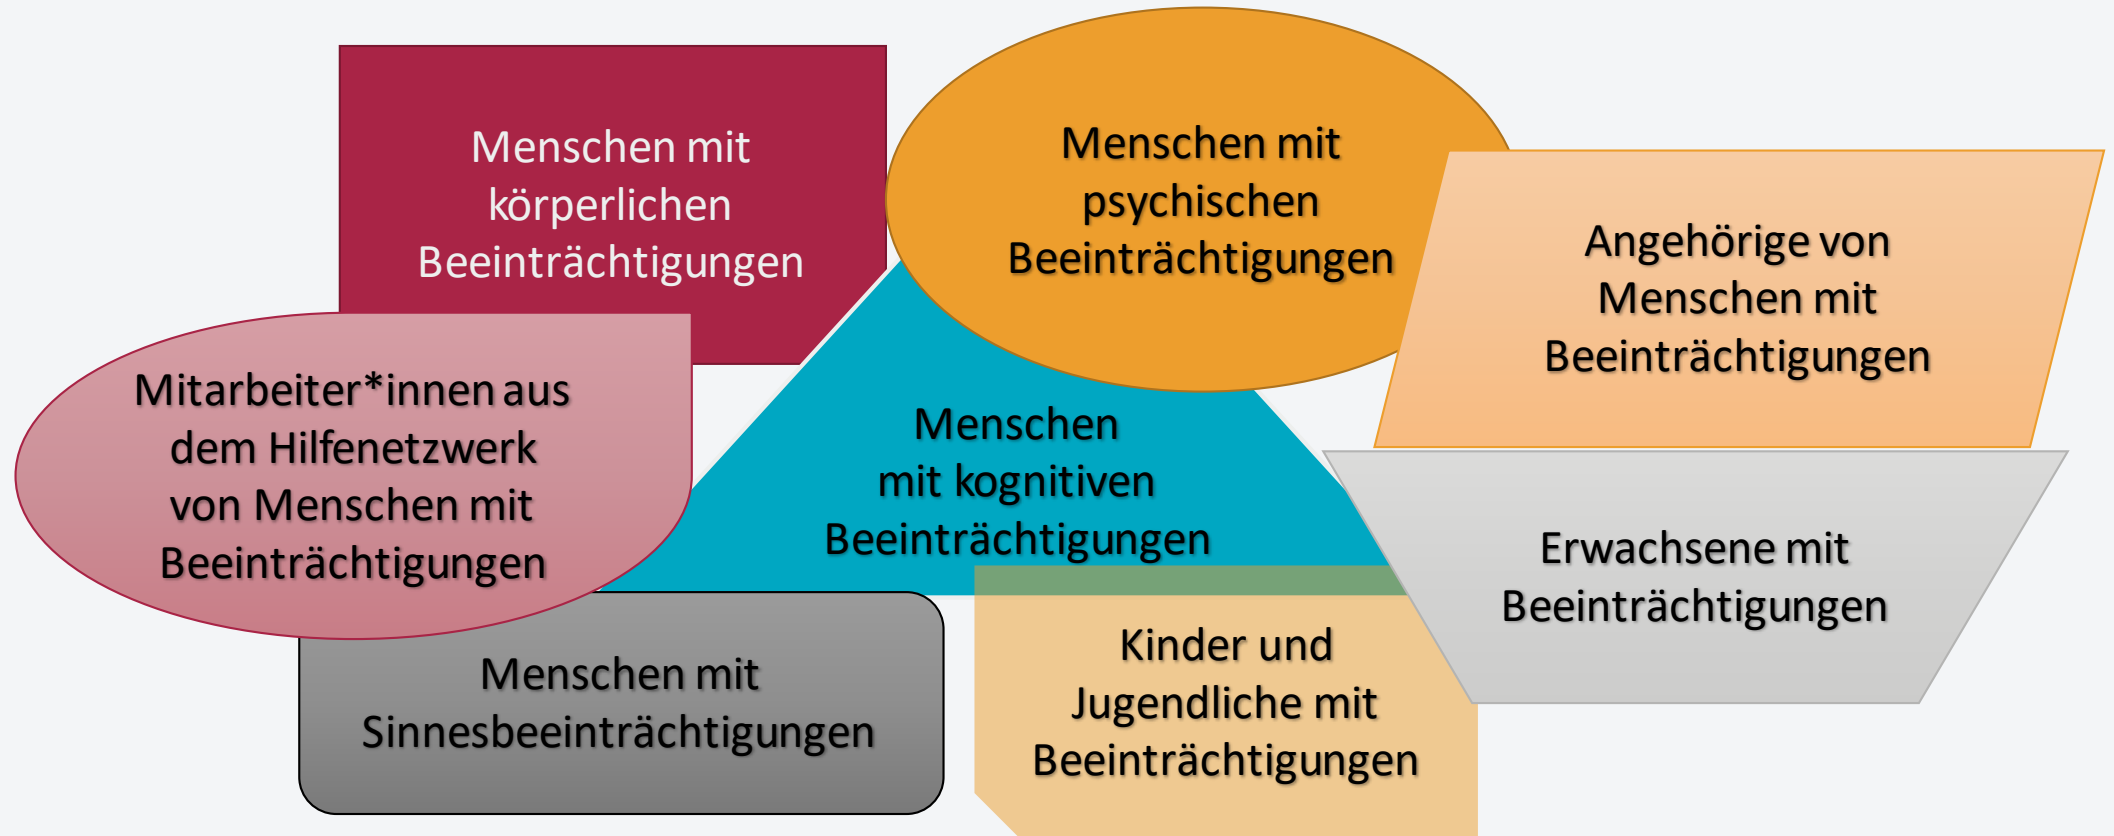 Menschen mit
körperlichen
Beeinträchtigungen
Menschen mit
psychischen
Beeinträchtigungen
Angehörige von
Menschen mit
Beeinträchtigungen
Mitarbeiter*innen aus
dem Hilfenetzwerk
von Menschen mit
Beeinträchtigungen
Menschen
mit kognitiven
Beeinträchtigungen
Erwachsene mit
Beeinträchtigungen
Menschen mit
Sinnesbeeinträchtigungen
Kinder und
Jugendliche mit
Beeinträchtigungen